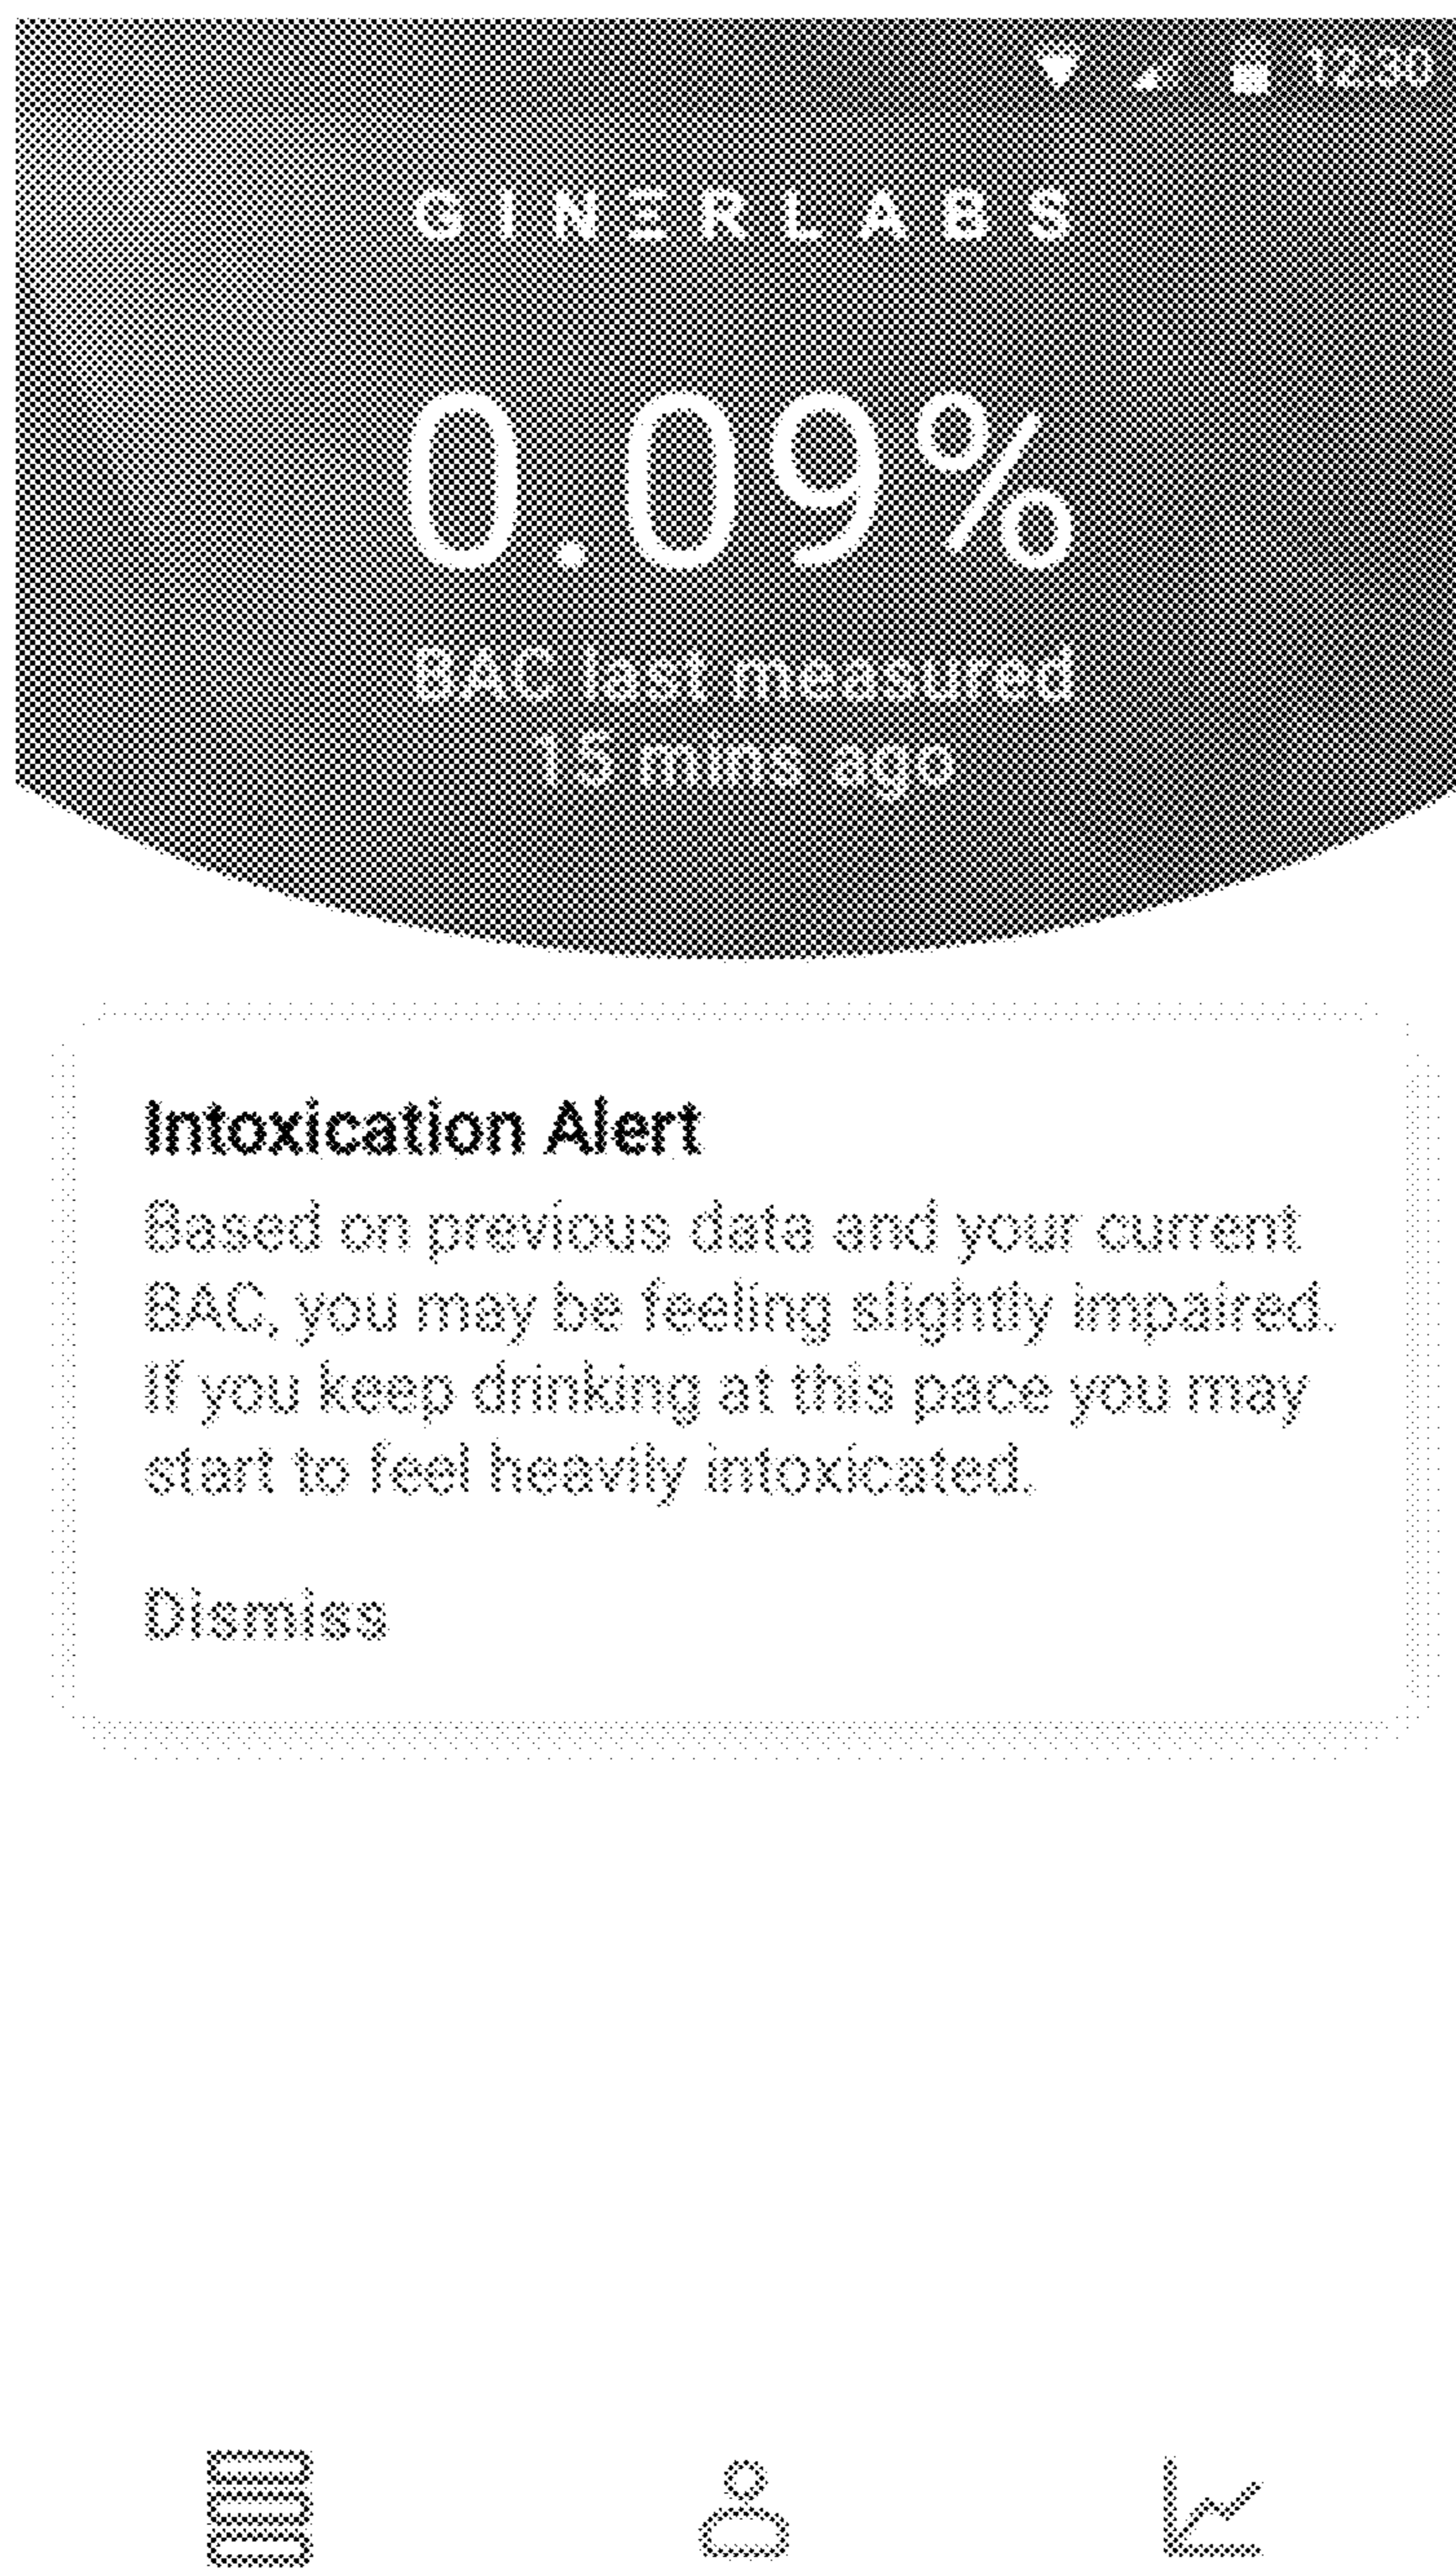 12:30
GINERLABS
0.09%
BAC last measured
15 mins ago
Intoxication Alert
Based on previous data and your current
BAC, you may be feeling slightly impaired.
If you keep drinking at this pace you may
start to feel heavily intoxicated.
Dismiss